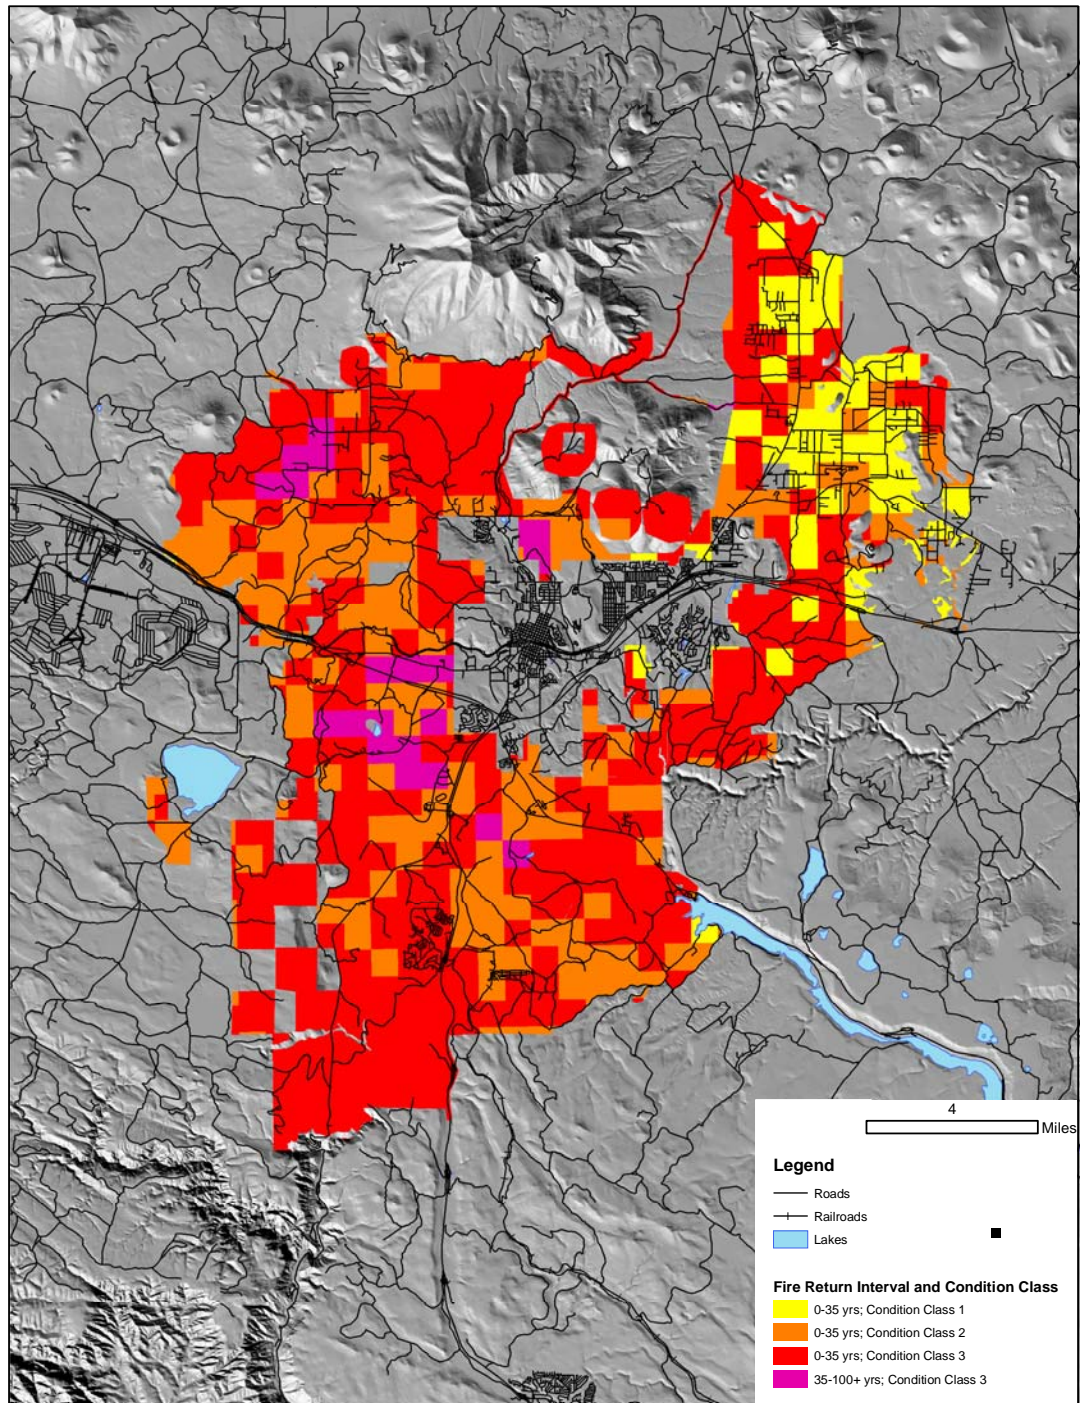 4
Miles
Legend
Roads
Railroads
Lakes
Fire Return Interval and Condition Class
0-35 yrs; Condition Class 1
0-35 yrs; Condition Class 2
0-35 yrs; Condition Class 3
35-100+ yrs; Condition Class 3